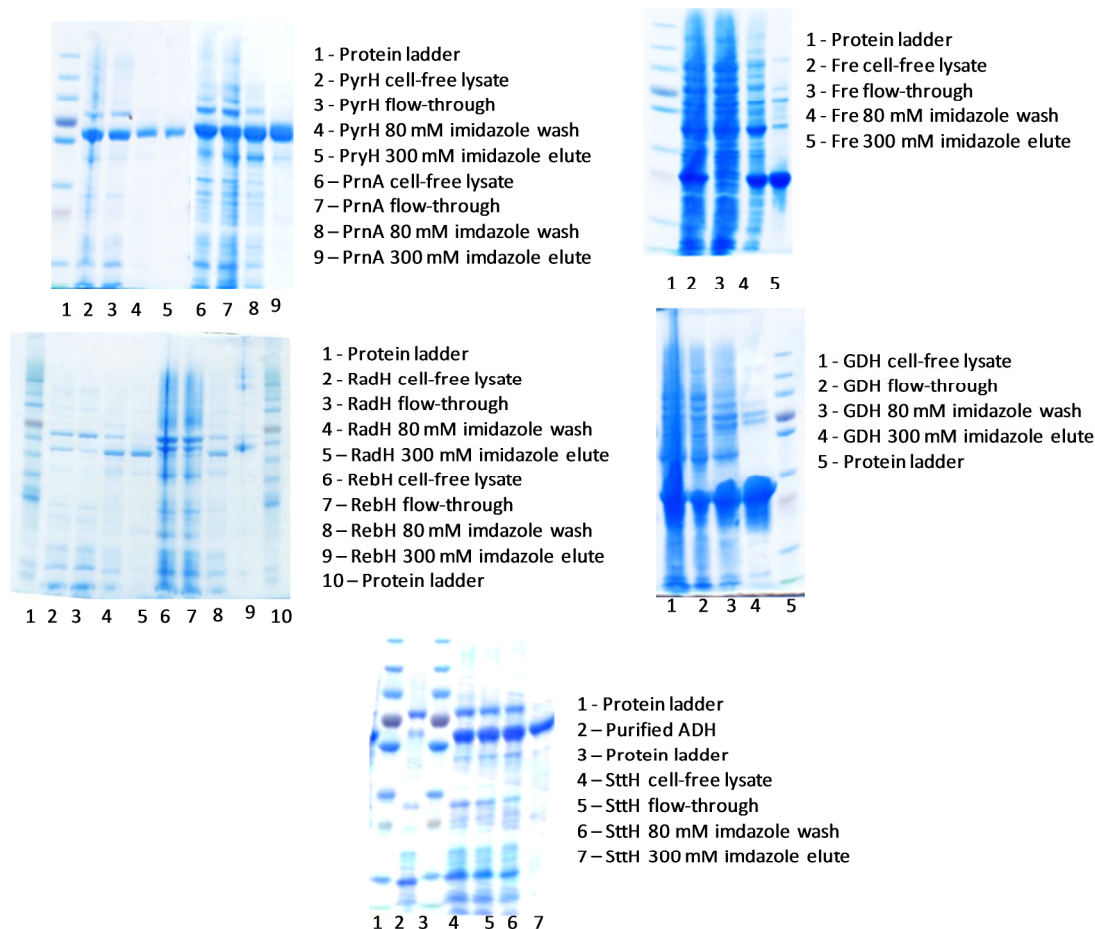 1 - Protein ladder
2 - PyrH cell-free lysate
3 - PyrH flow-through
4 - PyrH 80 mM imidazole wash
5 - PryH 300 mM imidazole elute
6 – PrnA cell-free lysate
7 – PrnA flow-through
8 – PrnA 80 mM imdazole wash
9 – PrnA 300 mM imdazole elute
1 2 3 4 5 6 7 8 9
1 - Protein ladder
2 - Fre cell-free lysate
3 - Fre flow-through
4 - Fre 80 mM imidazole wash
5 - Fre 300 mM imidazole elute
1 2 3 4 5
1 - Protein ladder
2 - RadH cell-free lysate
3 - RadH flow-through
4 - RadH 80 mM imidazole wash
5 – RadH 300 mM imidazole elute
6 - RebH cell-free lysate
7 – RebH flow-through
8 – RebH 80 mM imdazole wash
9 – RebH 300 mM imdazole elute
10 – Protein ladder
1 2 3 4 5 6 7 8 9 10
1 - GDH cell-free lysate
2 - GDH flow-through
3 - GDH 80 mM imidazole wash
4 - GDH 300 mM imidazole elute
5 - Protein ladder
1 2 3 4 5
1 - Protein ladder
2 – Purified ADH
3 – Protein ladder
4 – SttH cell-free lysate
5 – SttH flow-through
6 – SttH 80 mM imdazole wash
7 – SttH 300 mM imdazole elute
1 2 3 4 5 6 7